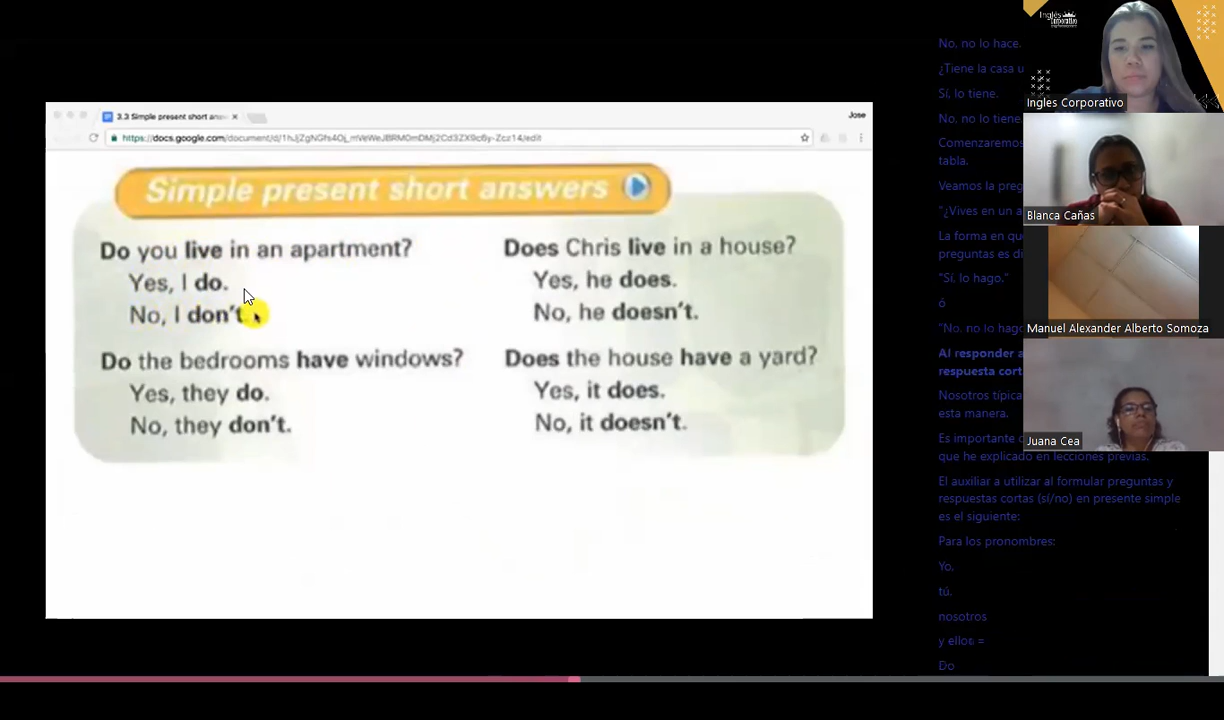 3.3 Simple present short ans
Jose
Simple present short answers
Do you live in an apartment?
Yes, I do.
No, I don't.
Do the bedrooms have windows?
Yes, they do.
No, they don't.
Does Chris live in a house?
Yes, he does.
No, he doesn't.
Does the house have a yard?
Yes, it does.
No, it doesn't.
No, no lo hace.
¿Tiene la casa u
Sí, lo tiene.
No, no lo tiene.
Comenzaremos
tabla.
Veamos la preg
"¿Vives en un a
La forma en que
preguntas es di
"Sí, lo hago."
ó
"No, no lo hago
Al responder a
respuesta cort
Nosotros típica
esta manera.
Es importante
que he explicado en lecciones previas.
El auxiliar a utilizar al formular preguntas y
respuestas cortas (sí/no) en presente simple
es el siguiente:
Para los pronombres:
Yo,
tú,
nosotros
y ellos =
Do
Inglés
Corporativo
Ingles Corporativo
Blanca Cañas
Manuel Alexander Alberto Somoza
Juana Cea